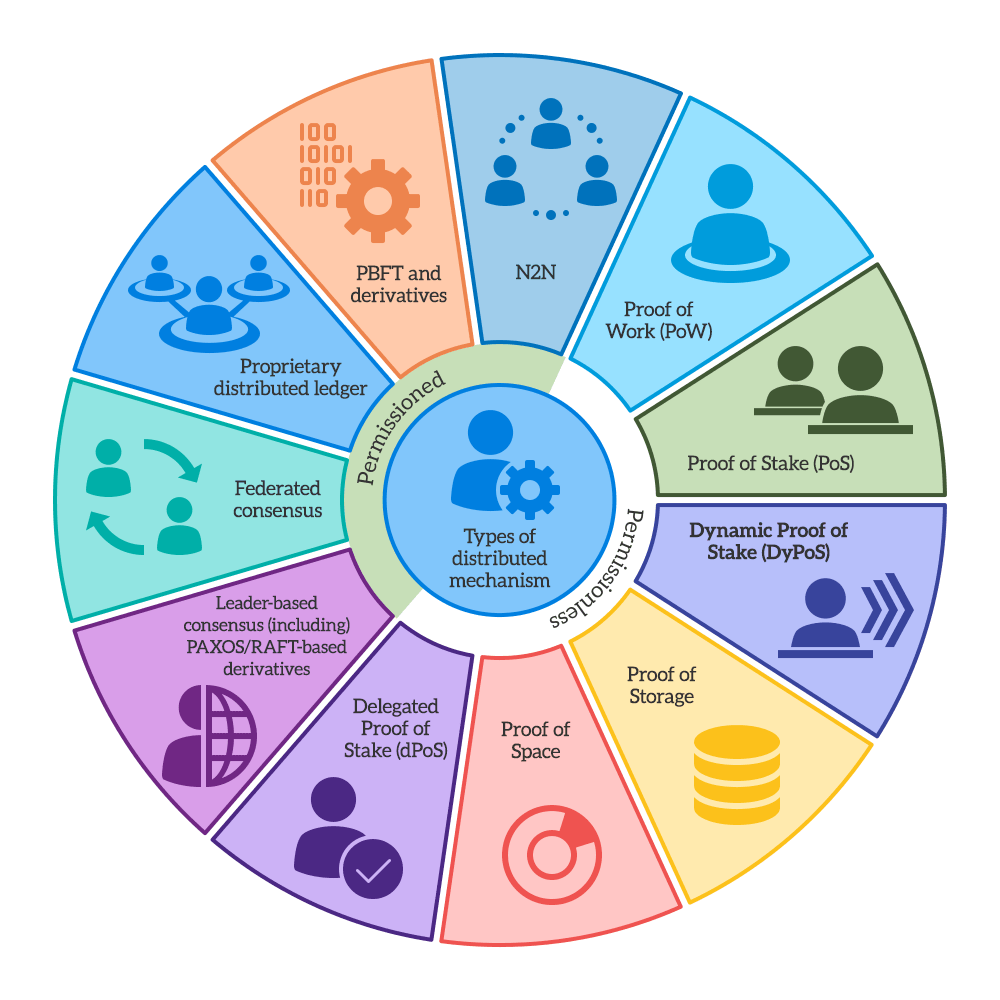 N2N
Proof of
Work (PoW)
Proof of Stake (PoS)
Dynamic Proof of
Stake (DyPoS)
Proof of
Storage
Proof of
Space
Delegated
Proof of
Stake (dPoS)
Leader-based
consensus (including)
PAXOS/RAFT-based
derivatives
Federated
consensus
Proprietary
distributed ledger
100
10101
010
110
PBFT and
derivatives
Permissioned
Permissionless
Types of
distributed
mechanism